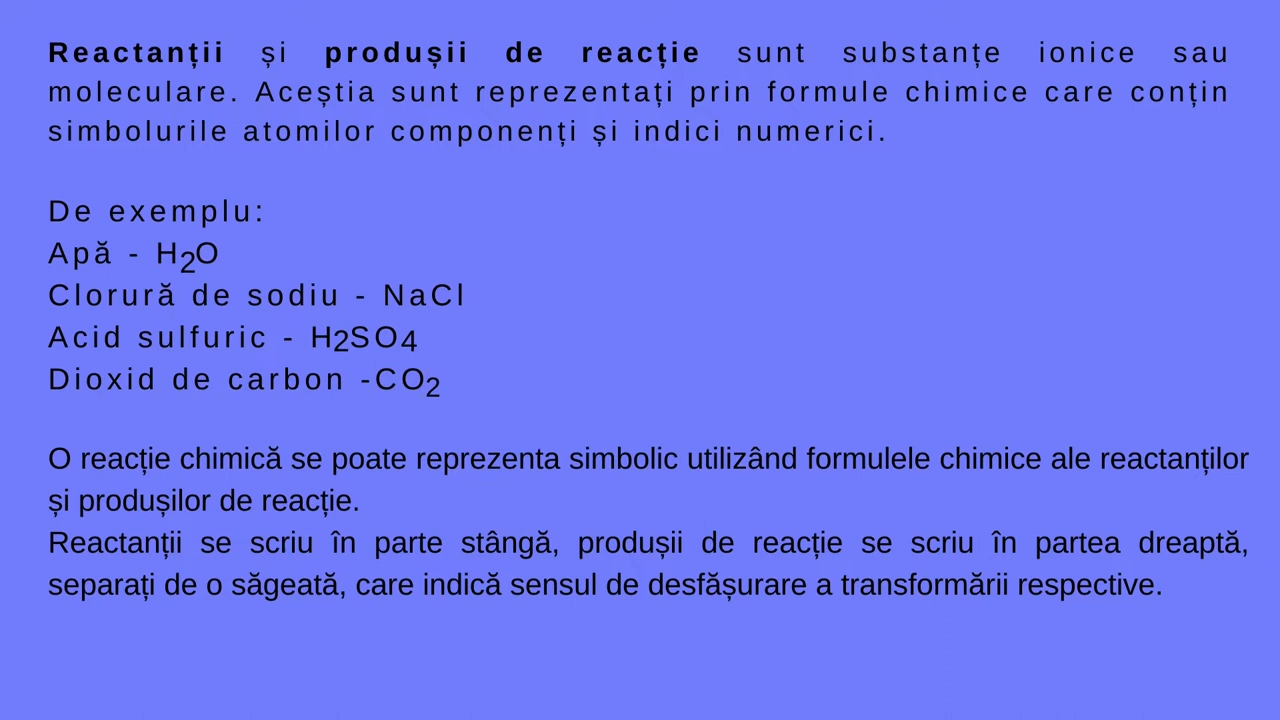 Reactanții și produșii de reacție sunt substanțe ionice sau
moleculare. Aceștia sunt reprezentați prin formule chimice care conțin
simbolurile atomilor componenți și indici numerici.
De exemplu:
Apă - H₂O
Clorură de sodiu - NaCl
Acid sulfuric - H₂SO₄
Dioxid de carbon -CO₂
O reacție chimică se poate reprezenta simbolic utilizând formulele chimice ale reactanților
și produșilor de reacție.
Reactanții se scriu în parte stângă, produșii de reacție se scriu în partea dreaptă,
separați de o săgeată, care indică sensul de desfășurare a transformării respective.